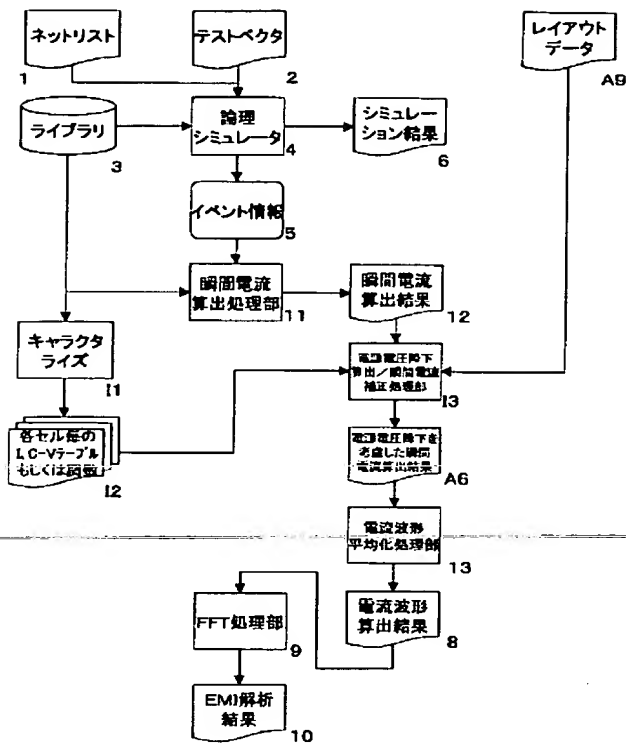 ネットリスト
1
テストベクタ
2
レイアウト
データ
A9
ライブラリ
3
論理
シミュレータ
4
シミュレー
ション結果
6
イベント情報
5
瞬間電流
算出処理部
11
瞬間電流
算出結果
12
キャラクタ
ライズ
I1
電源電圧降下
算出／瞬間電流
補正処理部
I3
各セル毎の
I,C-Vテーブル
もしくは関数
I2
電源電圧降下を
考慮した瞬間
電流算出結果
A6
電流波形
平均化処理部
13
FFT処理部
9
電流波形
算出結果
8
EMI解析
結果
10